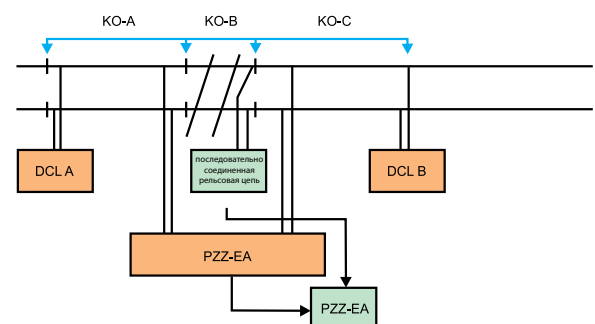 KO-A KO-B KO-C
DCL A
последовательно
соединенная
рельсовая цепь
DCL B
PZZ-EA
PZZ-EA